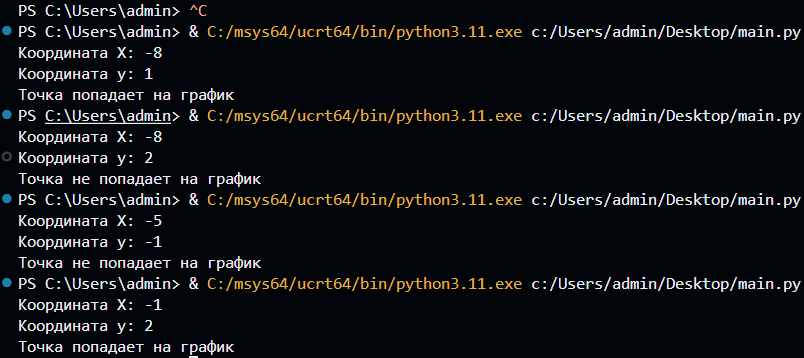 PS C:\Users\admin> ^C
PS C:\Users\admin> & C:/msys64/ucrt64/bin/python3.11.exe c:/Users/admin/Desktop/main.py
Координата X: -8
Координата y: 1
Точка попадает на график
PS C:\Users\admin> & C:/msys64/ucrt64/bin/python3.11.exe c:/Users/admin/Desktop/main.py
Координата X: -8
Координата y: 2
Точка не попадает на график
PS C:\Users\admin> & C:/msys64/ucrt64/bin/python3.11.exe c:/Users/admin/Desktop/main.py
Координата X: -5
Координата y: -1
Точка не попадает на график
PS C:\Users\admin> & C:/msys64/ucrt64/bin/python3.11.exe c:/Users/admin/Desktop/main.py
Координата X: -1
Координата y: 2
Точка попадает на график